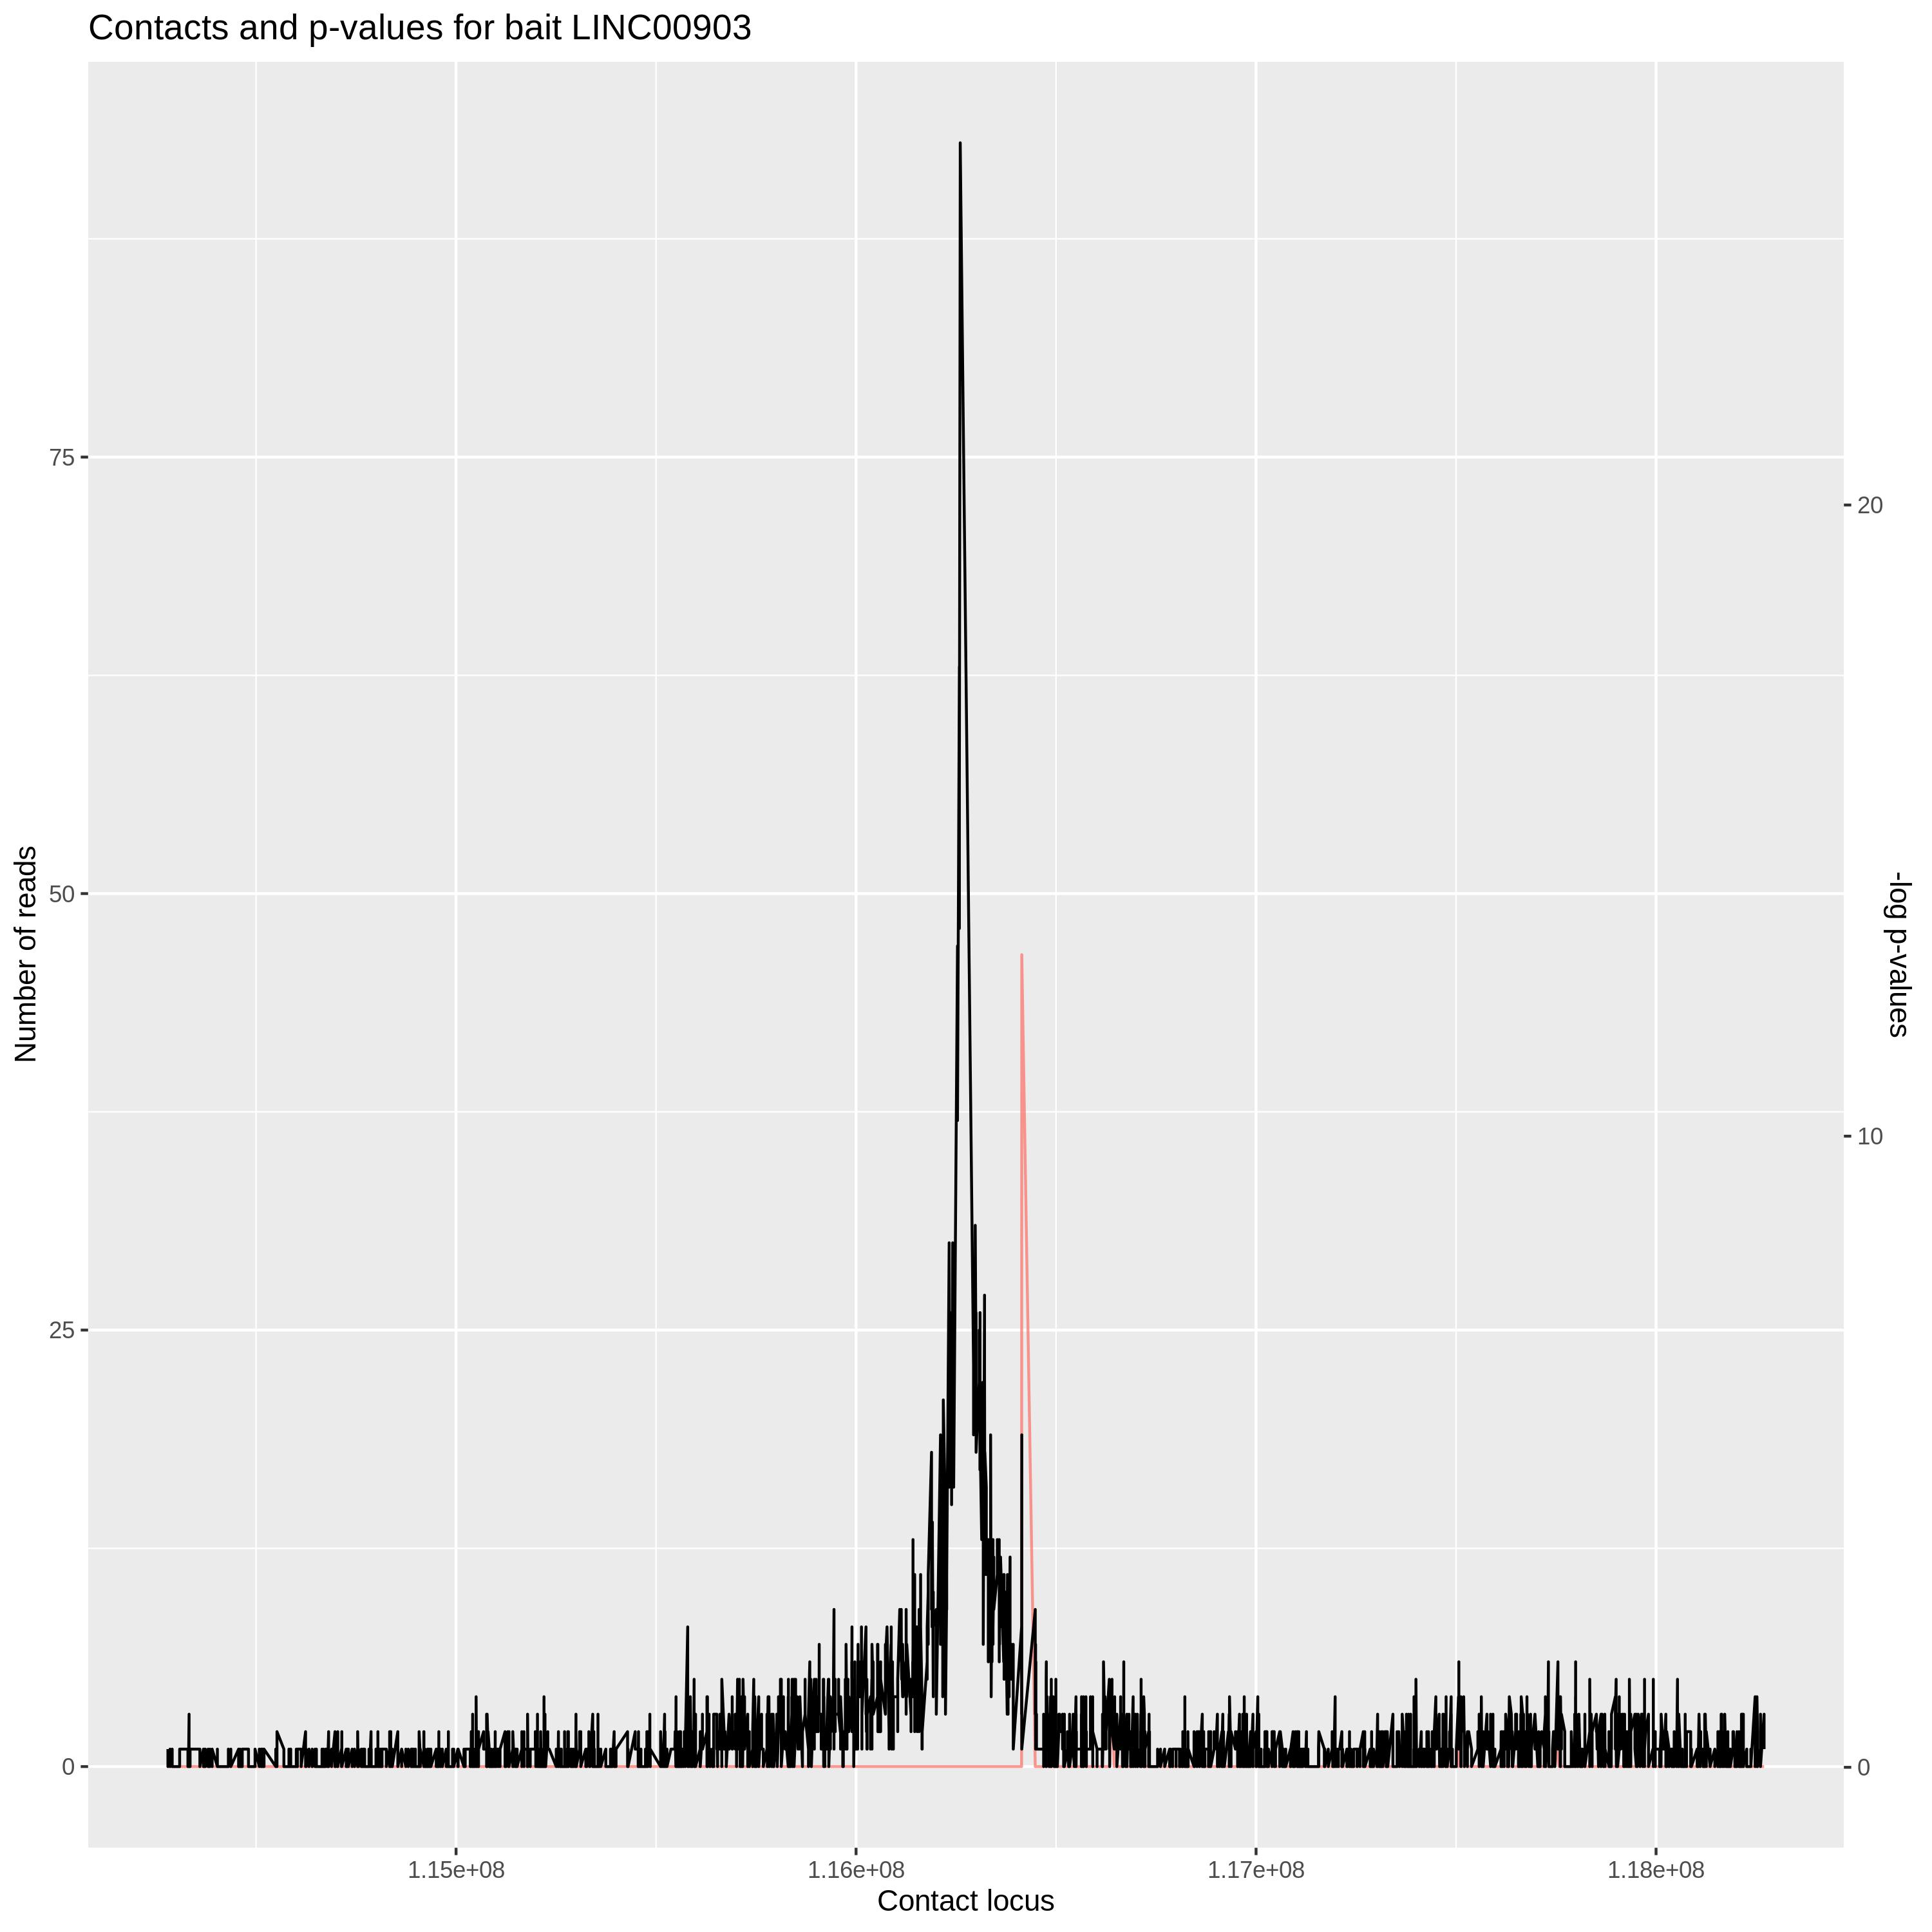 Contacts and p-values for bait LINC00903
Number of reads
75
50
25
0
20
10
0
-log p-values
1.15e+08
1.16e+08
1.17e+08
1.18e+08
Contact locus